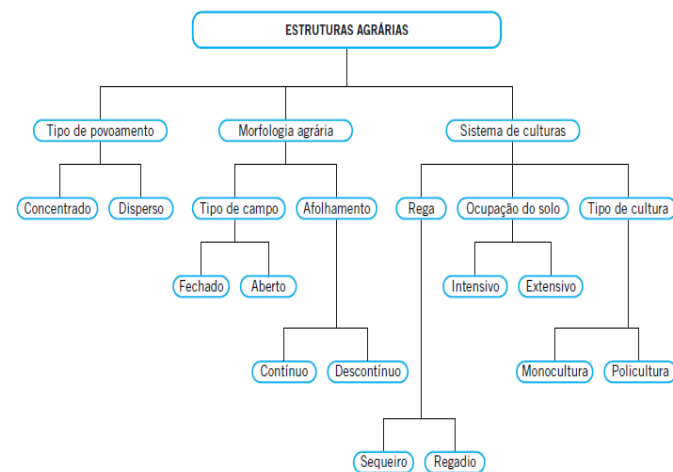 ESTRUTURAS AGRÁRIAS
Tipo de povoamento
Morfologia agrária
Sistema de culturas
Concentrado
Disperso
Tipo de campo
Afolhamento
Rega
Ocupação do solo
Tipo de cultura
Fechado
Aberto
Intensivo
Extensivo
Contínuo
Descontínuo
Monocultura
Policultura
Sequeiro
Regadio